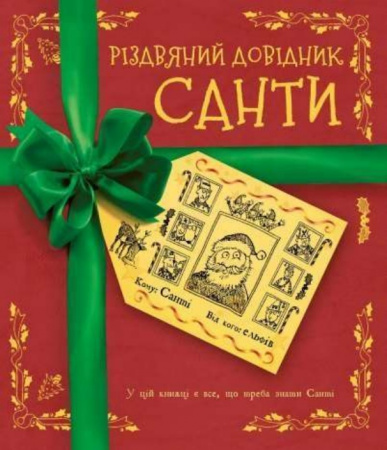 РІЗДВЯНИЙ ДОВІДНИК
САНТИ
Кому: Санті
Від кого: ЕЛЬФІВ
У цій книжці є все, що треба знати Санті